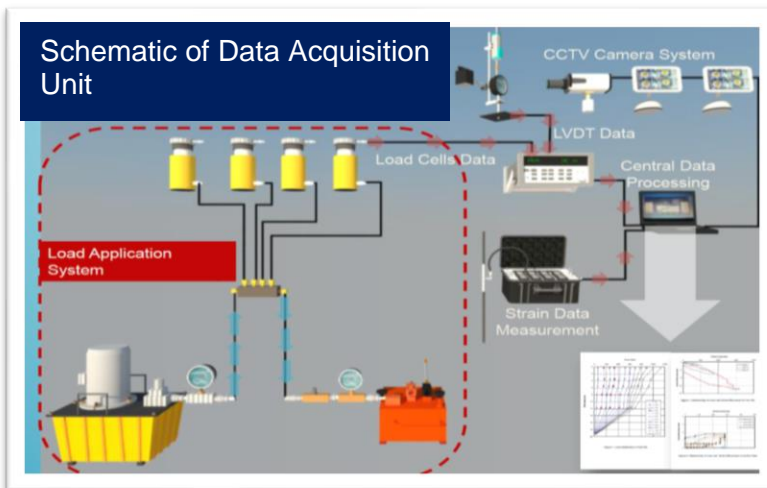 Schematic of Data Acquisition
Unit
CCTV Camera System
LVDT Data
Load Cells Data
Central Data
Processing
Load Application
System
Strain Data
Measurement